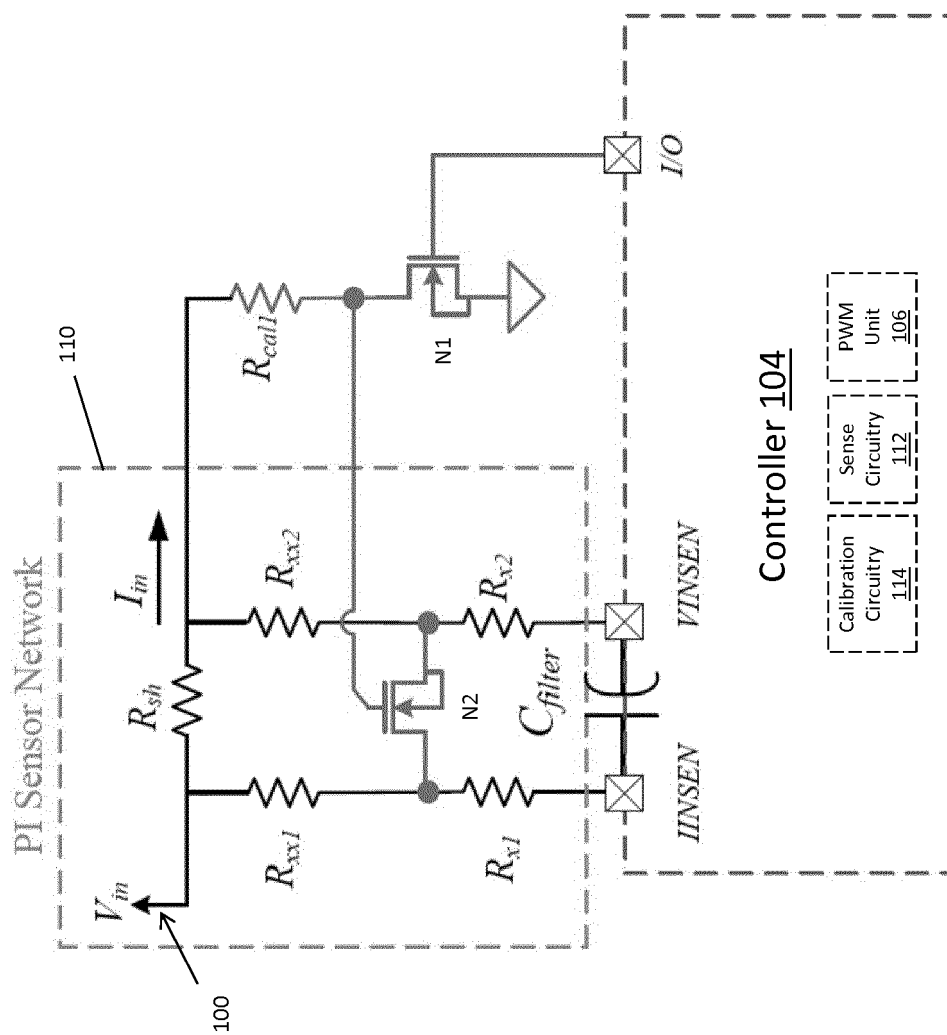 PI Sensor Network
100
V_in
110
I_in
R_sh
R_xx1
R_xx2
R_cal1
N2
N1
R_x1
R_x2
C_filter
IINSEN
VINSEN
I/O
Controller 104
Calibration
Circuitry
114
Sense
Circuitry
112
PWM
Unit
106